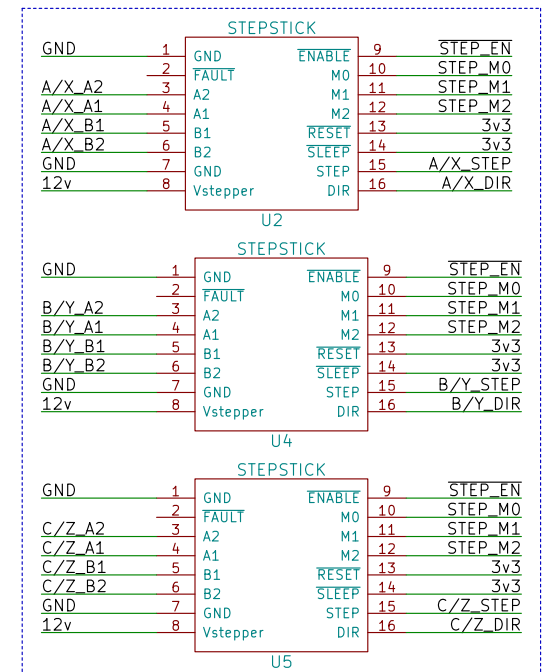 STEPSTICK
GND 1 GND ENABLE 9 STEP_EN
2 FAULT M0 10 STEP_M0
A/X_A2 3 A2 M1 11 STEP_M1
A/X_A1 4 A1 M2 12 STEP_M2
A/X_B1 5 B1 RESET 13 3v3
A/X_B2 6 B2 SLEEP 14 3v3
GND 7 GND STEP 15 A/X_STEP
12v 8 Vstepper DIR 16 A/X_DIR
U2
STEPSTICK
GND 1 GND ENABLE 9 STEP_EN
2 FAULT M0 10 STEP_M0
B/Y_A2 3 A2 M1 11 STEP_M1
B/Y_A1 4 A1 M2 12 STEP_M2
B/Y_B1 5 B1 RESET 13 3v3
B/Y_B2 6 B2 SLEEP 14 3v3
GND 7 GND STEP 15 B/Y_STEP
12v 8 Vstepper DIR 16 B/Y_DIR
U4
STEPSTICK
GND 1 GND ENABLE 9 STEP_EN
2 FAULT M0 10 STEP_M0
C/Z_A2 3 A2 M1 11 STEP_M1
C/Z_A1 4 A1 M2 12 STEP_M2
C/Z_B1 5 B1 RESET 13 3v3
C/Z_B2 6 B2 SLEEP 14 3v3
GND 7 GND STEP 15 C/Z_STEP
12v 8 Vstepper DIR 16 C/Z_DIR
U5